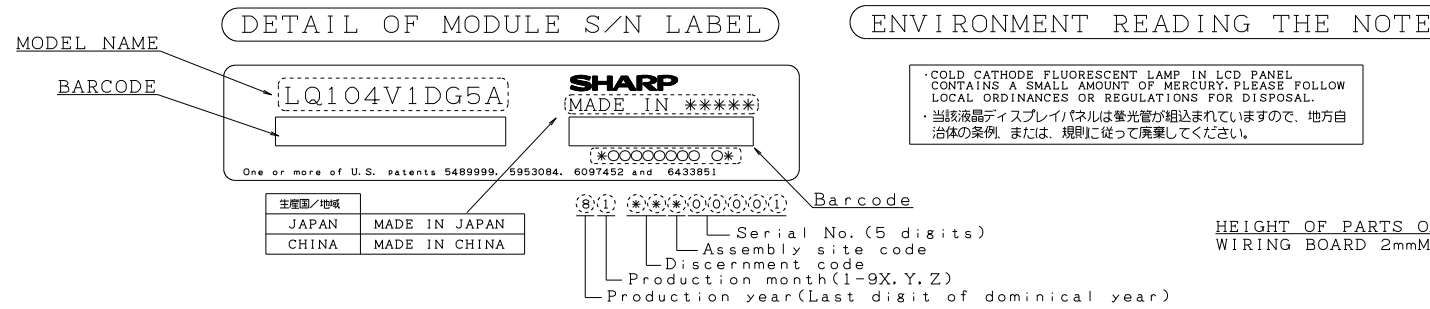 DETAIL OF MODULE S/N LABEL
ENVIRONMENT READING THE NOTE
MODEL NAME
BARCODE
LQ104V1DG5A
SHARP
MADE IN *****
*OOOOOOOO O*
One or more of U.S. patents 5489999. 5953084. 6097452 and 6433851
・COLD CATHODE FLUORESCENT LAMP IN LCD PANEL
CONTAINS A SMALL AMOUNT OF MERCURY. PLEASE FOLLOW
LOCAL ORDINANCES OR REGULATIONS FOR DISPOSAL.
・当該液晶ディスプレイパネルは蛍光管が組込まれていますので、地方自
治体の条例、または、規則に従って廃棄してください。
生産国/地域
JAPAN MADE IN JAPAN
CHINA MADE IN CHINA
81 ***00001
Barcode
Serial No. (5 digits)
Assembly site code
Discernment code
Production month(1-9X.Y.Z)
Production year(Last digit of dominical year)
HEIGHT OF PARTS O
WIRING BOARD 2mmM